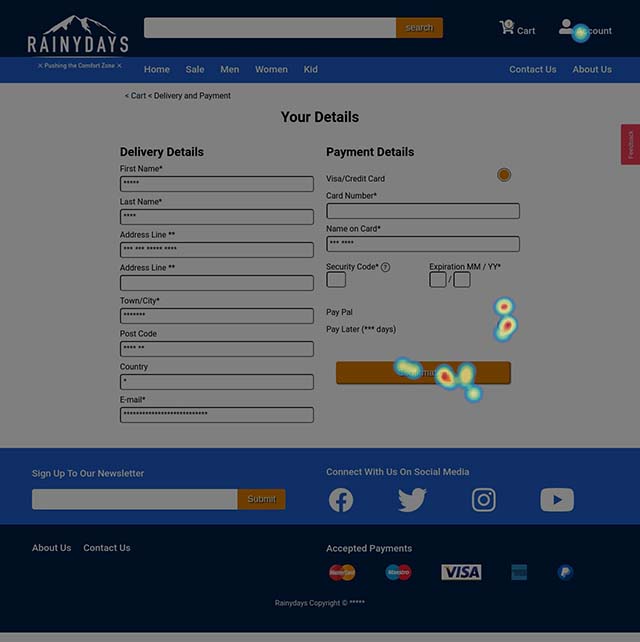 RAINYDAYS
✕ Pushing the Comfort Zone ✕
search
0
Cart
Account
Home Sale Men Women Kid
Contact Us About Us
< Cart < Delivery and Payment
Your Details
Feedback
Delivery Details
First Name*
*****
Last Name*
****
Address Line **
*** *** ***** ****
Address Line **
Town/City*
*******
Post Code
**** **
Country
*
E-mail*
***************************
Payment Details
Visa/Credit Card
Card Number*
Name on Card*
*** ****
Security Code* ?
Expiration MM / YY*
/
Pay Pal
Pay Later (*** days)
Sign Up To Our Newsletter
Submit
Connect With Us On Social Media
About Us Contact Us
Accepted Payments
MasterCard
Maestro
VISA
Rainydays Copyright © *****